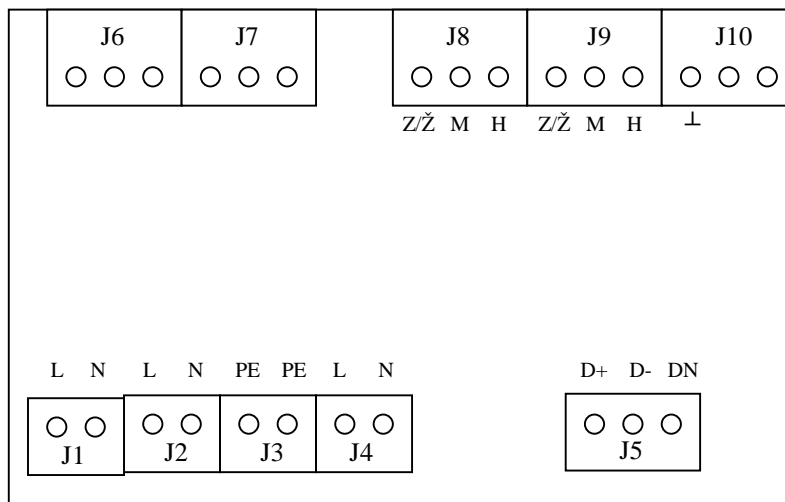 J6 J7 J8 J9 J10
Z/Ž M H Z/Ž M H ⊥
L N L N PE PE L N D+ D- DN
J1 J2 J3 J4 J5